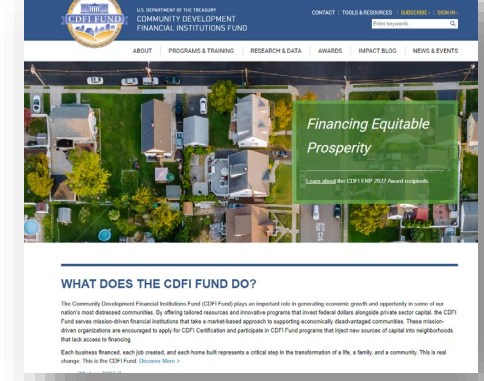 CDFI FUND
U.S. DEPARTMENT OF THE TREASURY
COMMUNITY DEVELOPMENT
FINANCIAL INSTITUTIONS FUND
CONTACT | TOOLS & RESOURCES | SUBSCRIBE | SIGN IN
Enter keywords
ABOUT | PROGRAMS & TRAINING | RESEARCH & DATA | AWARDS | IMPACT BLOG | NEWS & EVENTS
Financing Equitable
Prosperity
Learn about the CDFI ERP 2022 Award recipients
WHAT DOES THE CDFI FUND DO?
The Community Development Financial Institutions Fund (CDFI Fund) plays an important role in generating economic growth and opportunity in some of our
nation's most distressed communities. By offering tailored resources and innovative programs that invest federal dollars alongside private sector capital, the CDFI
Fund serves mission-driven financial institutions that take a market-based approach to supporting economically disadvantaged communities. These mission-
driven organizations are encouraged to apply for CDFI Certification and participate in CDFI Fund programs that inject new sources of capital into neighborhoods
that lack access to financing.
Each business financed, each job created, and each home built represents a critical step in the transformation of a life, a family, and a community. This is real
change. This is the CDFI Fund. Discover More >